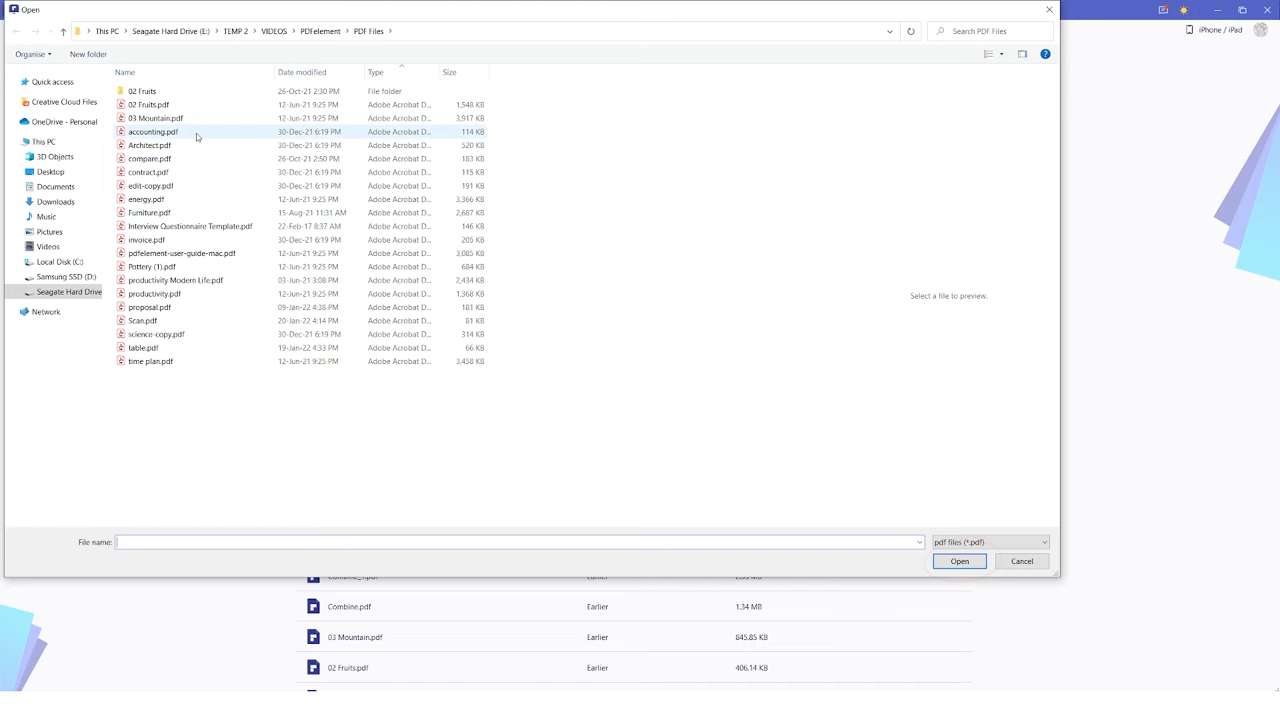 Open
This PC > Seagate Hard Drive (E:) > TEMP 2 > VIDEOS > PDFelement > PDF Files >
Search PDF Files
iPhone / iPad
Organise
New folder
Name Date modified Type Size
Quick access
Creative Cloud Files
OneDrive - Personal
This PC
3D Objects
Desktop
Documents
Downloads
Music
Pictures
Videos
Local Disk (C:)
Samsung SSD (D:)
Seagate Hard Drive
Network
02 Fruits 26-Oct-21 2:30 PM File folder
02 Fruits.pdf 12-Jun-21 9:25 PM Adobe Acrobat D... 1,548 KB
03 Mountain.pdf 12-Jun-21 9:25 PM Adobe Acrobat D... 3,917 KB
accounting.pdf 30-Dec-21 6:19 PM Adobe Acrobat D... 114 KB
Architect.pdf 30-Dec-21 6:19 PM Adobe Acrobat D... 520 KB
compare.pdf 26-Oct-21 2:50 PM Adobe Acrobat D... 183 KB
contract.pdf 30-Dec-21 6:19 PM Adobe Acrobat D... 115 KB
edit-copy.pdf 30-Dec-21 6:19 PM Adobe Acrobat D... 191 KB
energy.pdf 12-Jun-21 9:25 PM Adobe Acrobat D... 3,366 KB
Furniture.pdf 15-Aug-21 11:31 AM Adobe Acrobat D... 2,687 KB
Interview Questionnaire Template.pdf 22-Feb-17 8:37 AM Adobe Acrobat D... 146 KB
invoice.pdf 30-Dec-21 6:19 PM Adobe Acrobat D... 205 KB
pdfelement-user-guide-mac.pdf 12-Jun-21 9:25 PM Adobe Acrobat D... 3,085 KB
Pottery (1).pdf 12-Jun-21 9:25 PM Adobe Acrobat D... 684 KB
productivity Modern Life.pdf 03-Jun-21 3:08 PM Adobe Acrobat D... 2,434 KB
productivity.pdf 12-Jun-21 9:25 PM Adobe Acrobat D... 1,368 KB
proposal.pdf 09-Jan-22 4:38 PM Adobe Acrobat D... 181 KB
Scan.pdf 20-Jan-22 4:14 PM Adobe Acrobat D... 81 KB
science-copy.pdf 30-Dec-21 6:19 PM Adobe Acrobat D... 314 KB
table.pdf 19-Jan-22 4:33 PM Adobe Acrobat D... 66 KB
time plan.pdf 12-Jun-21 9:25 PM Adobe Acrobat D... 3,458 KB
Select a file to preview.
File name:
pdf files (*.pdf)
Open Cancel
Earlier
Combine.pdf Earlier 1.34 MB
03 Mountain.pdf Earlier 845.85 KB
02 Fruits.pdf Earlier 406.14 KB